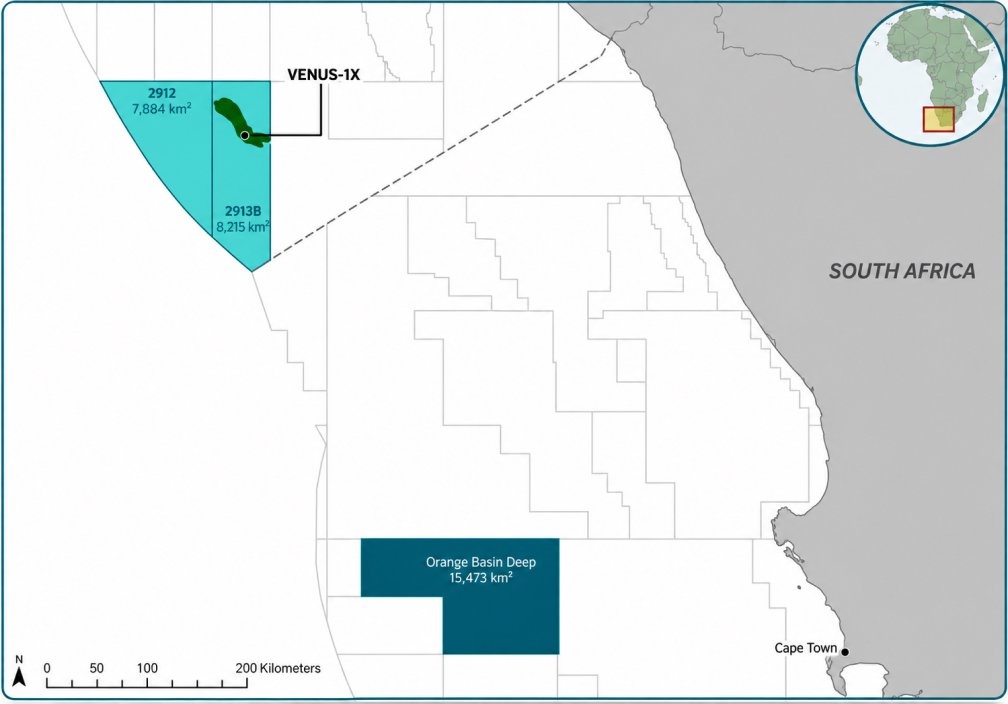 VENUS-1X
2912
7,884 km²
2913B
8,215 km²
SOUTH AFRICA
Orange Basin Deep
15,473 km²
Cape Town
N
0 50 100 200 Kilometers